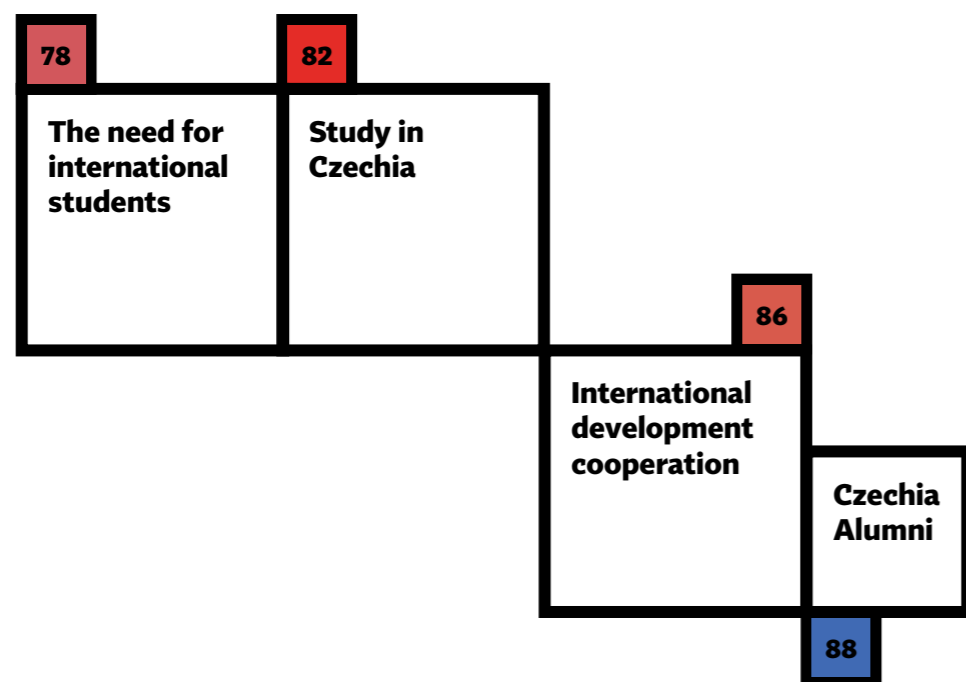 78
The need for
international
students
82
Study in
Czechia
86
International
development
cooperation
Czechia
Alumni
88